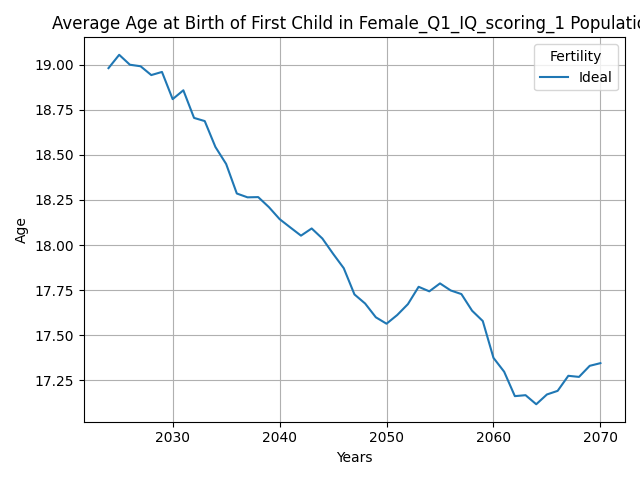 Average Age at Birth of First Child in Female_Q1_IQ_scoring_1 Populatio
Fertility
Ideal
19.00
18.75
18.50
18.25
18.00
17.75
17.50
17.25
Age
2030 2040 2050 2060 2070
Years